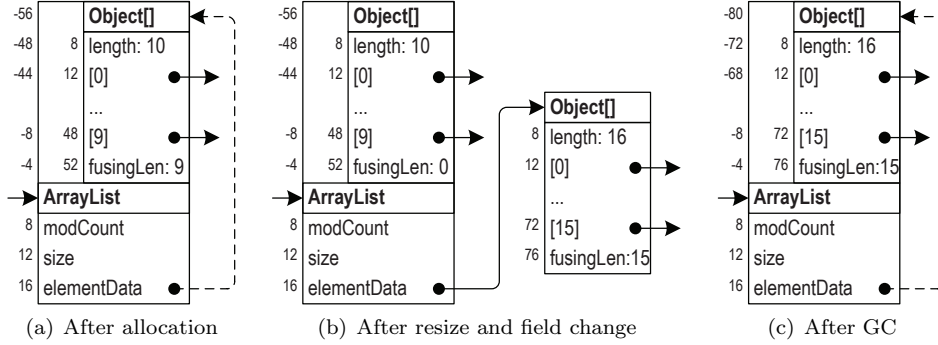 -56 Object[]
-48 8 length: 10
-44 12 [0]
...
-8 48 [9]
-4 52 fusingLen: 9
ArrayList
8 modCount
12 size
16 elementData
(a) After allocation
-56 Object[]
-48 8 length: 10
-44 12 [0]
...
-8 48 [9]
-4 52 fusingLen: 0
ArrayList
8 modCount
12 size
16 elementData
Object[]
8 length: 16
12 [0]
...
72 [15]
76 fusingLen:15
(b) After resize and field change
-80 Object[]
-72 8 length: 16
-68 12 [0]
...
-8 72 [15]
-4 76 fusingLen:15
ArrayList
8 modCount
12 size
16 elementData
(c) After GC